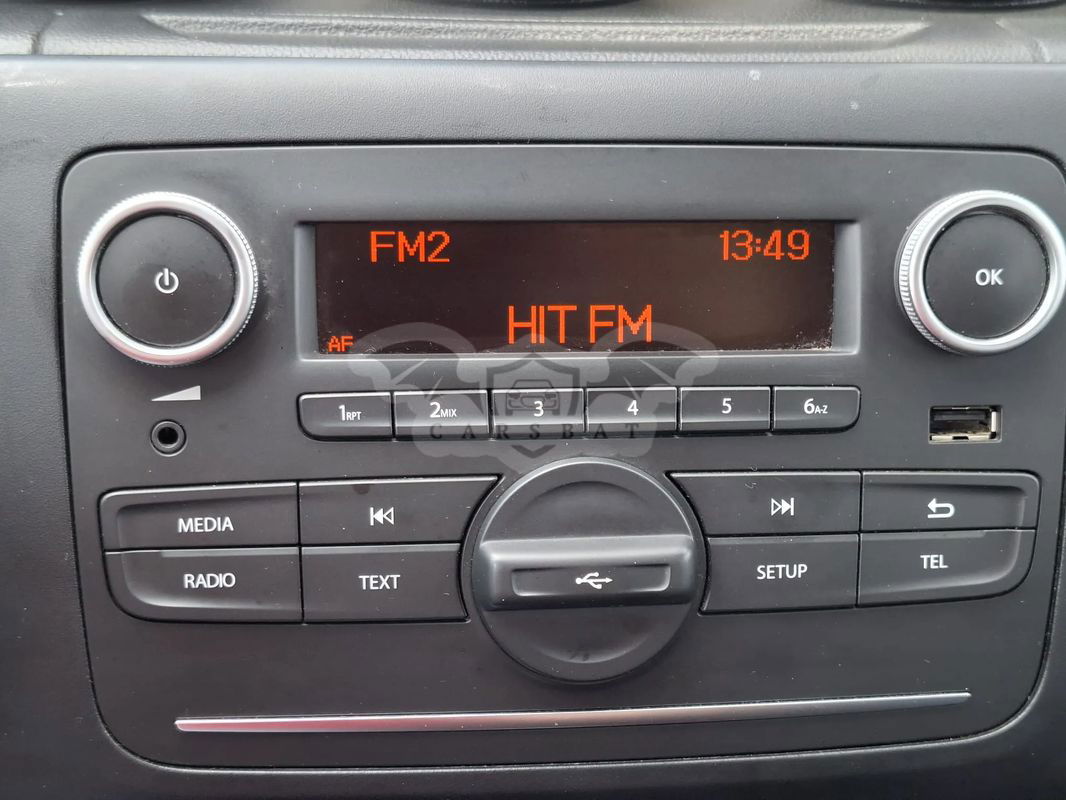 FM2 13:49
HIT FM
AF
OK
1RPT 2MIX 3 4 5 6A-Z
CARSBAT
MEDIA
RADIO TEXT SETUP TEL